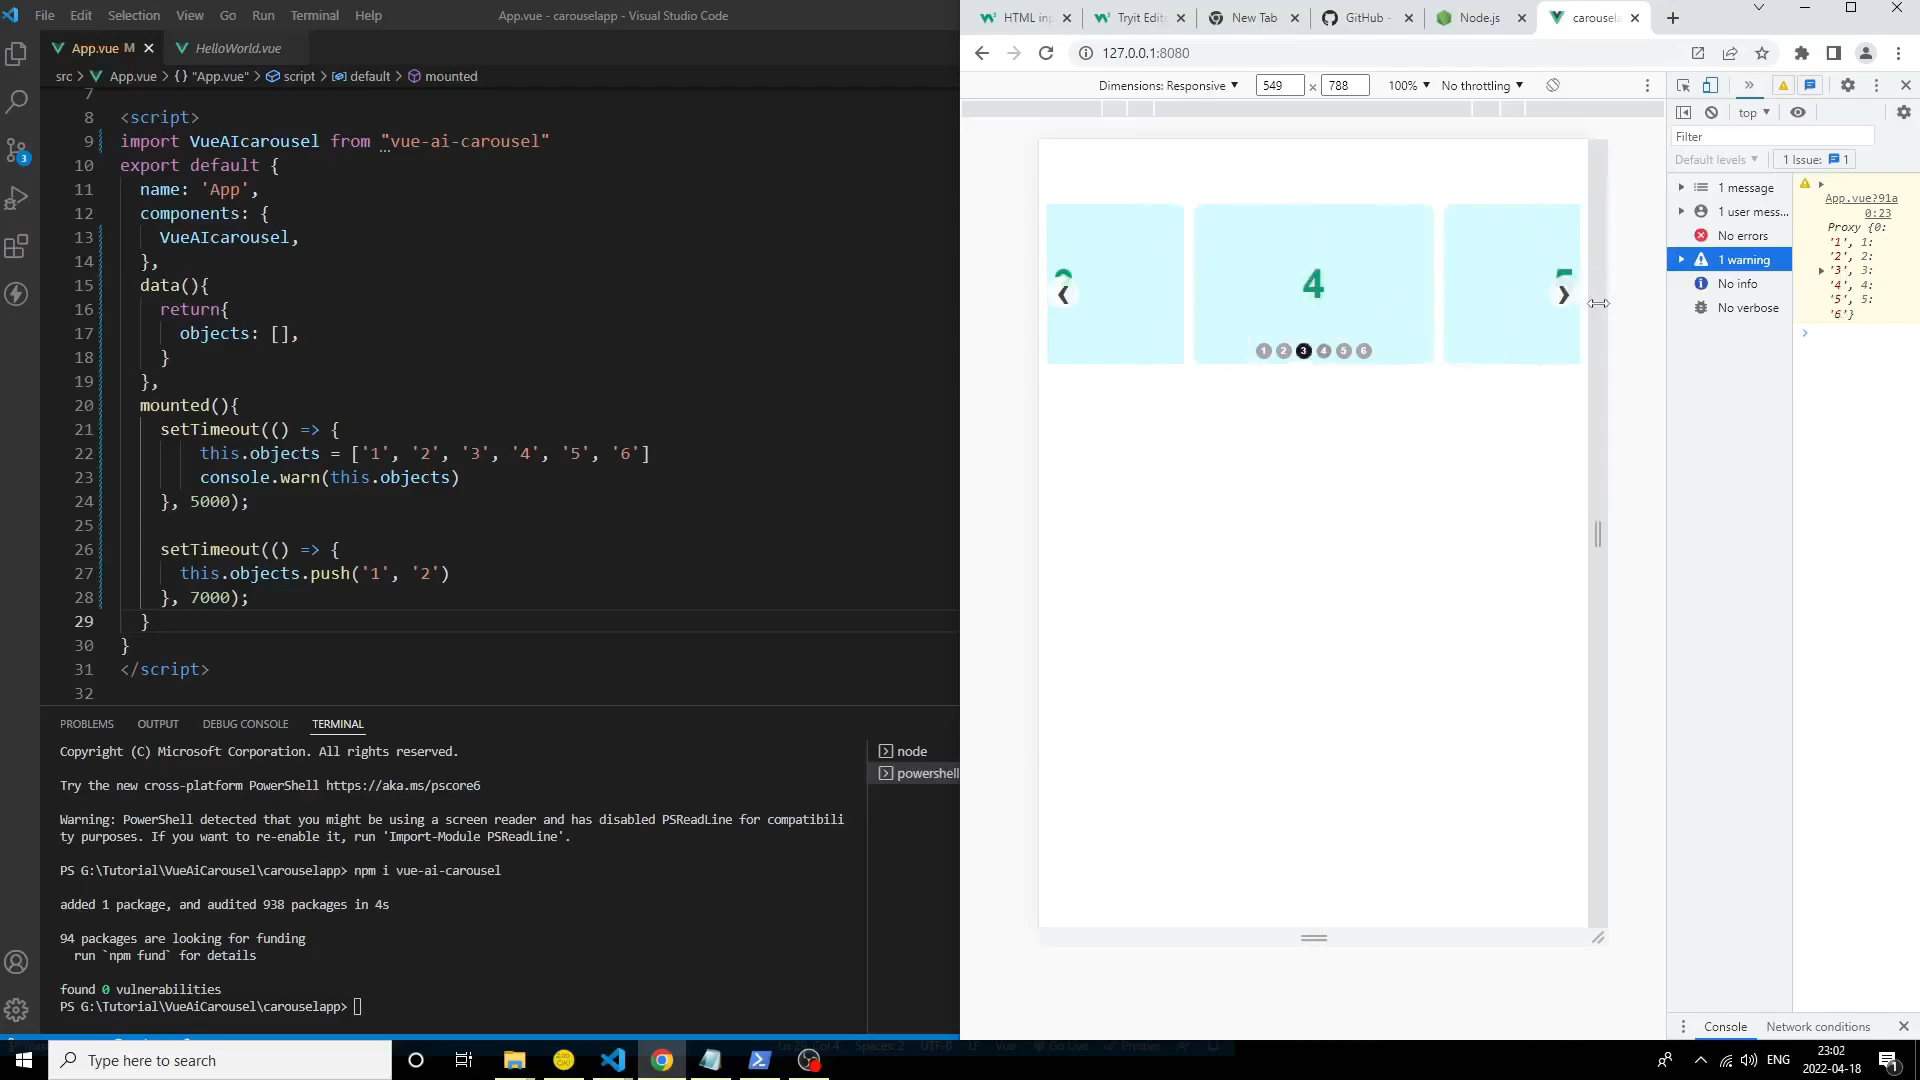 File Edit Selection View Go Run Terminal Help
App.vue - carouselapp - Visual Studio Code
App.vue M
HelloWorld.vue
src > App.vue > {} "App.vue" > script > default > mounted
7
8 <script>
9 import VueAIcarousel from "vue-ai-carousel"
10 export default {
11 name: 'App',
12 components: {
13 VueAIcarousel,
14 },
15 data(){
16 return{
17 objects: [],
18 }
19 },
20 mounted(){
21 setTimeout(() => {
22 this.objects = ['1', '2', '3', '4', '5', '6']
23 console.warn(this.objects)
24 }, 5000);
25
26 setTimeout(() => {
27 this.objects.push('1', '2')
28 }, 7000);
29 }
30 }
31 </script>
32
3
PROBLEMS OUTPUT DEBUG CONSOLE TERMINAL
Copyright (C) Microsoft Corporation. All rights reserved.
Try the new cross-platform PowerShell https://aka.ms/pscore6
Warning: PowerShell detected that you might be using a screen reader and has disabled PSReadLine for compatibili
ty purposes. If you want to re-enable it, run 'Import-Module PSReadLine'.
PS G:\Tutorial\VueAiCarousel\carouselapp> npm i vue-ai-carousel
added 1 package, and audited 938 packages in 4s
94 packages are looking for funding
run `npm fund` for details
found 0 vulnerabilities
PS G:\Tutorial\VueAiCarousel\carouselapp>
node
powershell
HTML inp
Tryit Edit
New Tab
GitHub -
Node.js
carousela
127.0.0.1:8080
Dimensions: Responsive 549 × 788 100% No throttling
4
5
1 2 3 4 5 6
top
Filter
Default levels
1 Issue: 1
1 message
1 user mess...
No errors
1 warning
No info
No verbose
App.vue?91a
0:23
Proxy {0:
'1', 1:
'2', 2:
'3', 3:
'4', 4:
'5', 5:
'6'}
Console Network conditions
Type here to search
ENG
23:02
2022-04-18
1